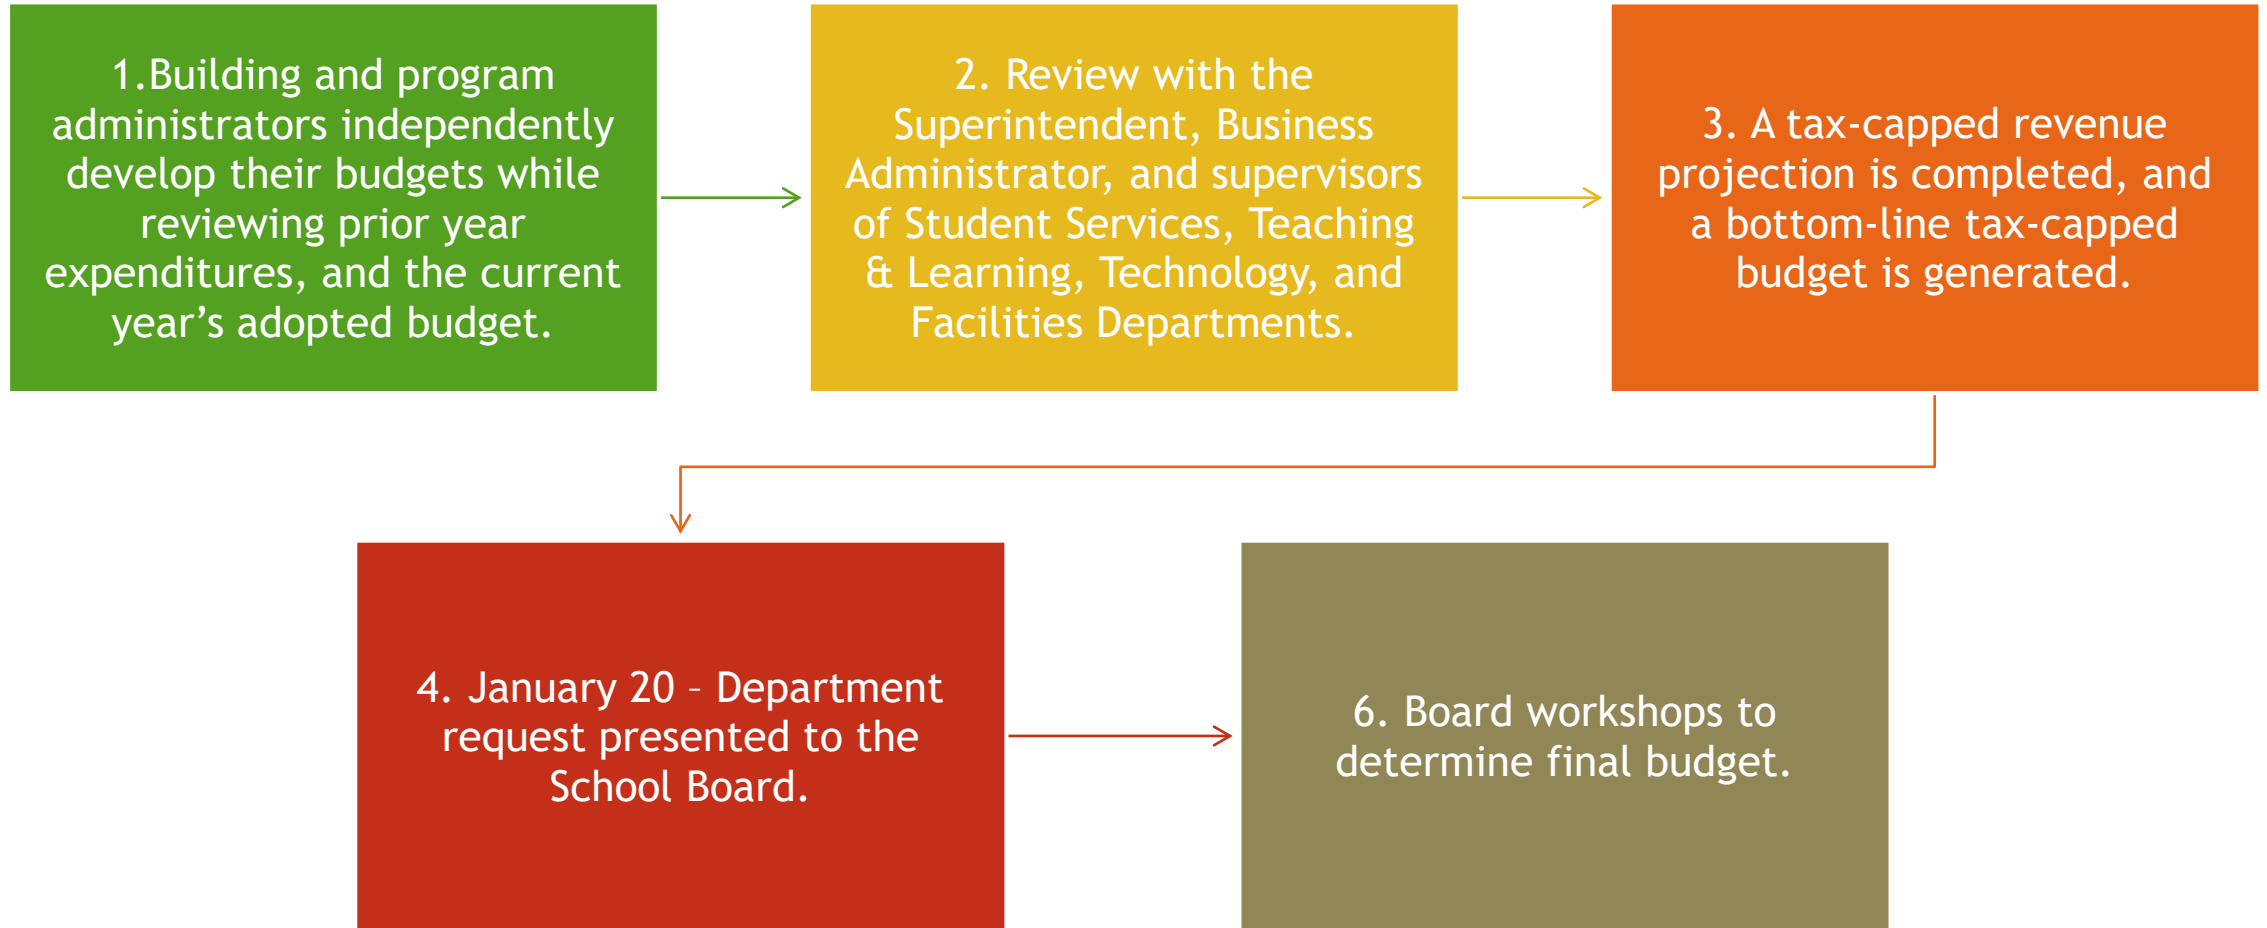 1.Building and program
administrators independently
develop their budgets while
reviewing prior year
expenditures, and the current
year’s adopted budget.
2. Review with the
Superintendent, Business
Administrator, and supervisors
of Student Services, Teaching
& Learning, Technology, and
Facilities Departments.
3. A tax-capped revenue
projection is completed, and
a bottom-line tax-capped
budget is generated.
4. January 20 – Department
request presented to the
School Board.
6. Board workshops to
determine final budget.